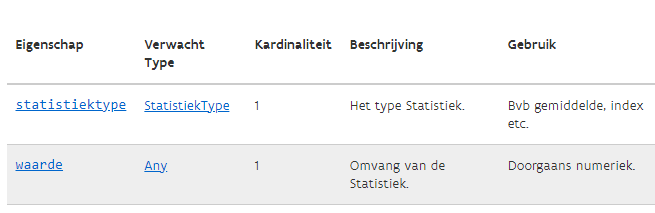 Eigenschap Verwacht Type Kardinaliteit Beschrijving Gebruik
statistiektype StatistiekType 1 Het type Statistiek. Bvb gemiddelde, index etc.
waarde Any 1 Omvang van de Statistiek. Doorgaans numeriek.